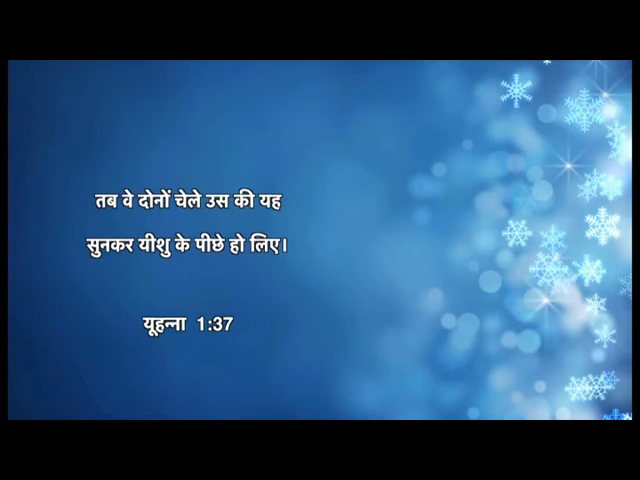 तब वे दोनों चेले उस की यह
सुनकर यीशु के पीछे हो लिए।
यूहन्ना 1:37